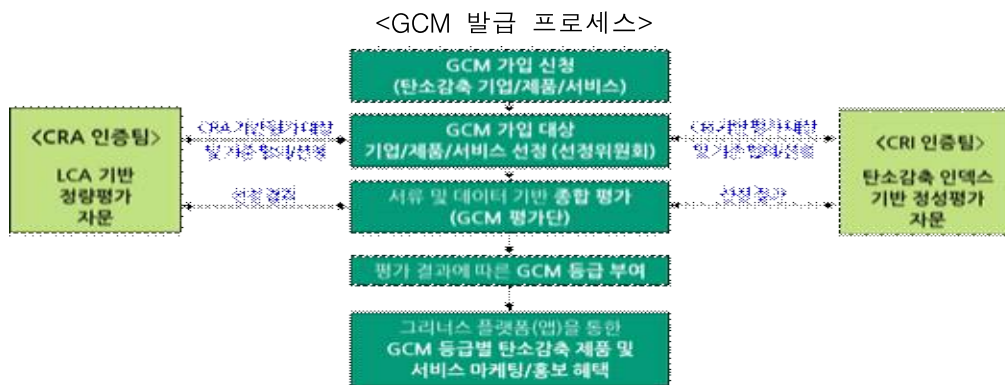 <GCM 발급 프로세스>
GCM 가입 신청
(탄소감축 기업/제품/서비스)
<CRA 인증팀>
LCA 기반
정량평가
자문
GCM 가입 대상
기업/제품/서비스 선정 (선정위원회)
<CRI 인증팀>
탄소감축 인덱스
기반 정성평가
자문
서류 및 데이터 기반 종합 평가
(GCM 평가단)
평가 결과에 따른 GCM 등급 부여
그리너스 플랫폼(앱)을 통한
GCM 등급별 탄소감축 제품 및
서비스 마케팅/홍보 혜택